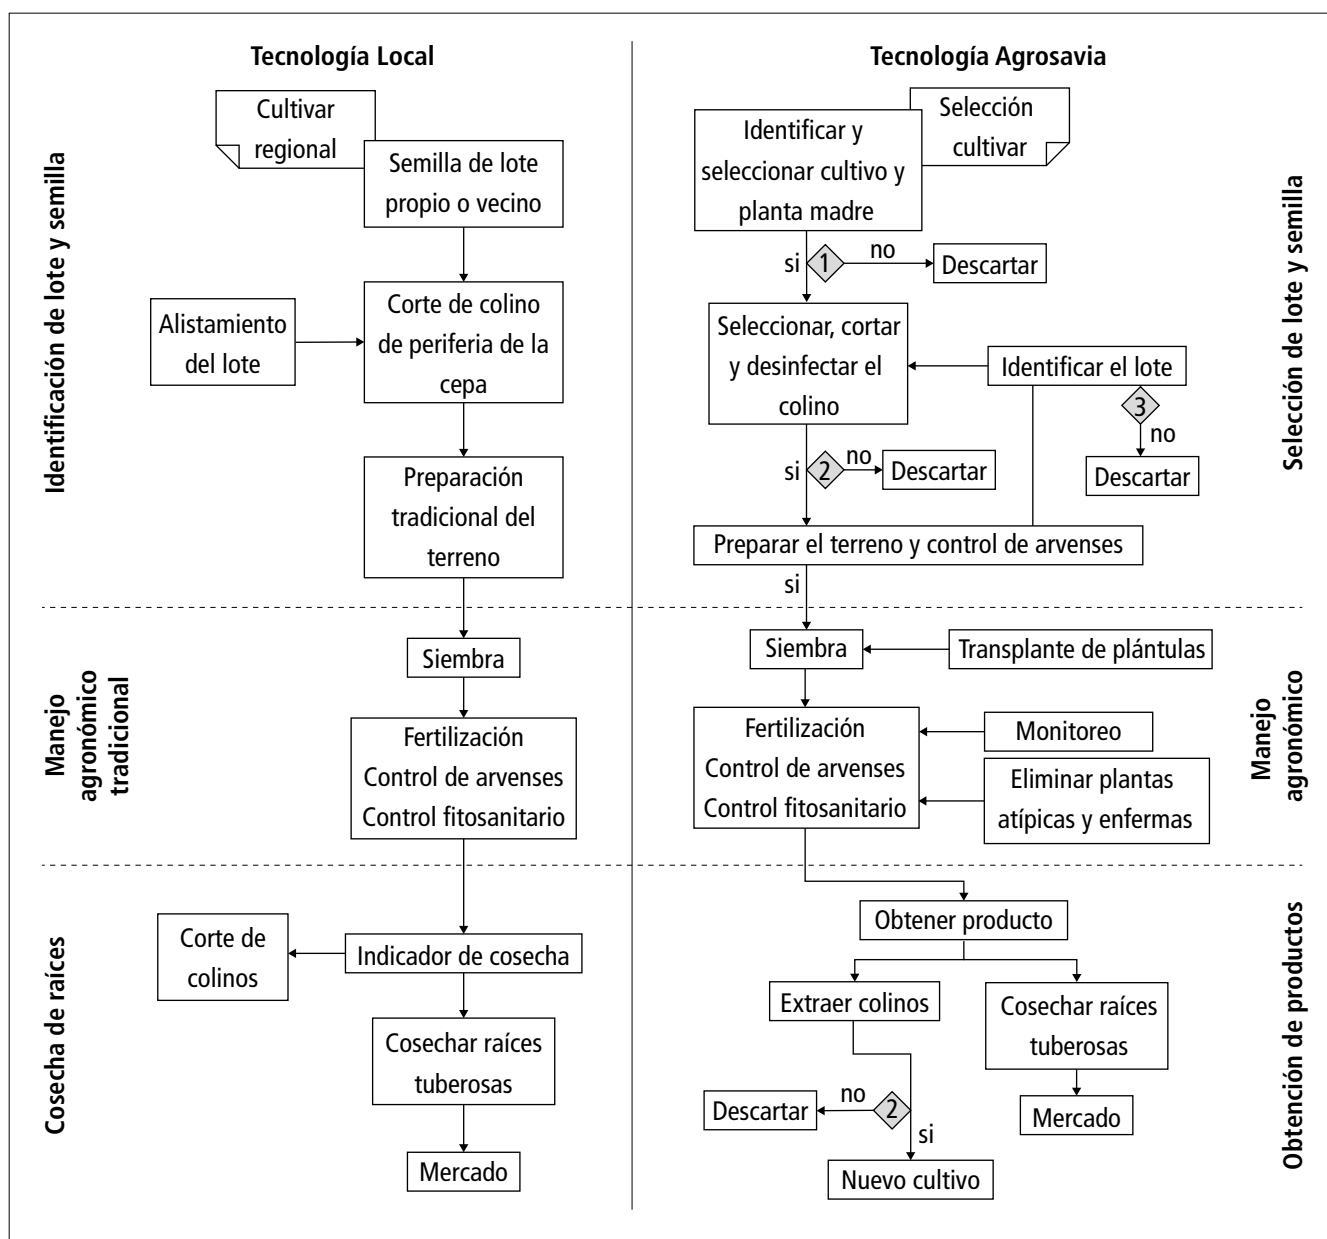 Tecnología Local
Cultivar
regional
Semilla de lote
propio o vecino
Alistamiento
del lote
Corte de colino
de periferia de la
cepa
Preparación
tradicional del
terreno
Identificación de lote y semilla
Siembra
Fertilización
Control de arvenses
Control fitosanitario
Manejo
agronómico
tradicional
Corte de
colinos
Indicador de cosecha
Cosechar raíces
tuberosas
Mercado
Cosecha de raíces
Tecnología Agrosavia
Identificar y
seleccionar cultivo y
planta madre
Selección
cultivar
si
1
no
Descartar
Seleccionar, cortar
y desinfectar el
colino
Identificar el lote
3
no
Descartar
si
2
no
Descartar
Preparar el terreno y control de arvenses
si
Selección de lote y semilla
Siembra
Transplante de plántulas
Fertilización
Control de arvenses
Control fitosanitario
Monitoreo
Eliminar plantas
atípicas y enfermas
Manejo
agronómico
Obtener producto
Extraer colinos
Cosechar raíces
tuberosas
Descartar
no
2
si
Mercado
Nuevo cultivo
Obtención de productos